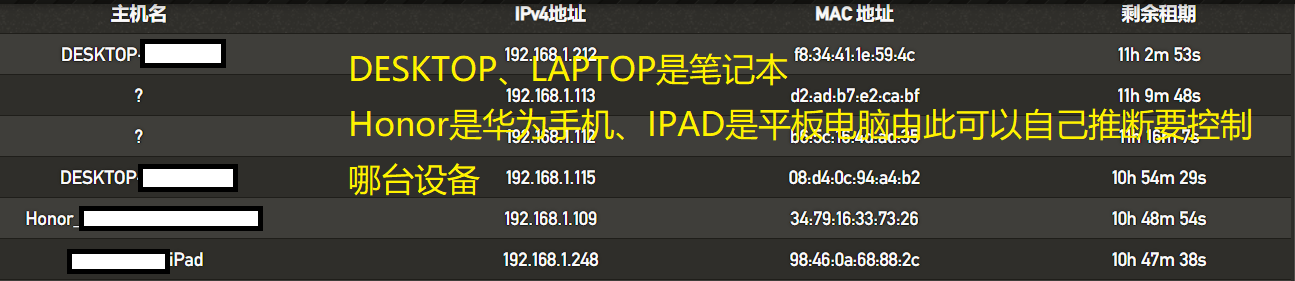 主机名 IPv4地址 MAC 地址 剩余租期
DESKTOP- 192.168.1.212 f8:34:41:1e:59:4c 11h 2m 53s
DESKTOP、LAPTOP是笔记本
? 192.168.1.113 d2:ad:b7:e2:ca:bf 11h 9m 48s
Honor是华为手机、IPAD是平板电脑由此可以自己推断要控制
? 192.168.1.112 11h 16m 7s
哪台设备
DESKTOP- 192.168.1.115 08:d4:0c:94:a4:b2 10h 54m 29s
Honor_ 192.168.1.109 34:79:16:33:73:26 10h 48m 54s
iPad 192.168.1.248 98:46:0a:68:88:2c 10h 47m 38s